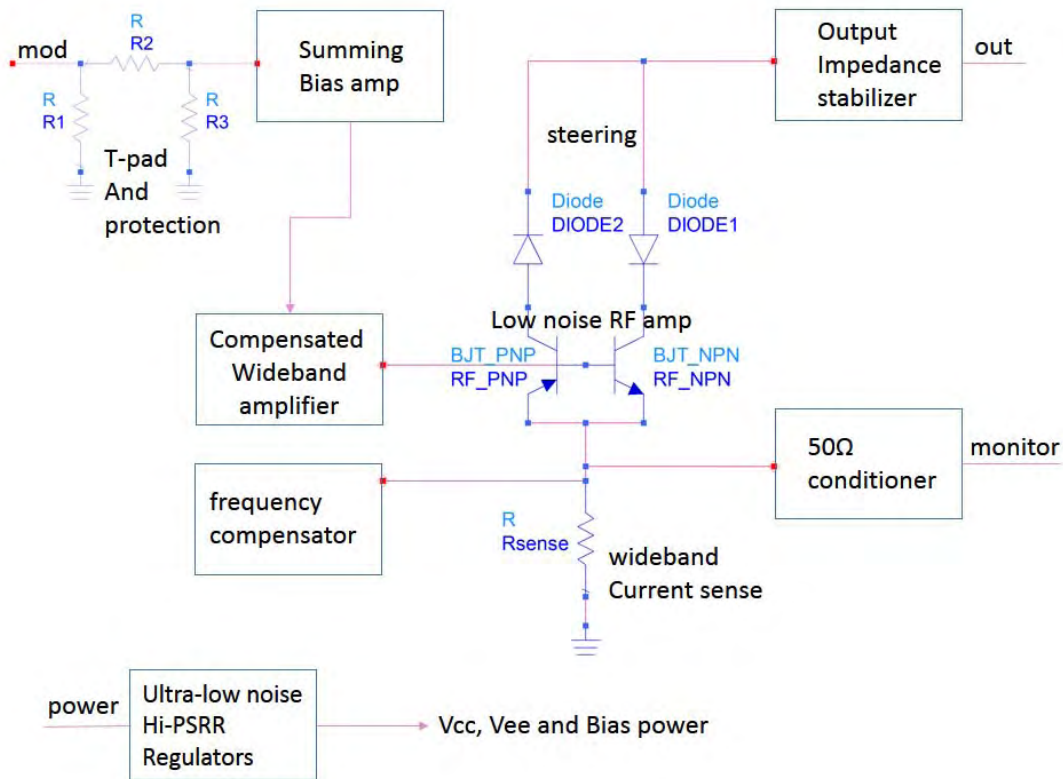 mod
R
R2
R
R1
R
R3
T-pad
And
protection
Summing
Bias amp
Output
Impedance
stabilizer
out
steering
Diode
DIODE2
Diode
DIODE1
Low noise RF amp
BJT_PNP
RF_PNP
BJT_NPN
RF_NPN
Compensated
Wideband
amplifier
frequency
compensator
50Ω
conditioner
monitor
R
Rsense
wideband
Current sense
power
Ultra-low noise
Hi-PSRR
Regulators
Vcc, Vee and Bias power